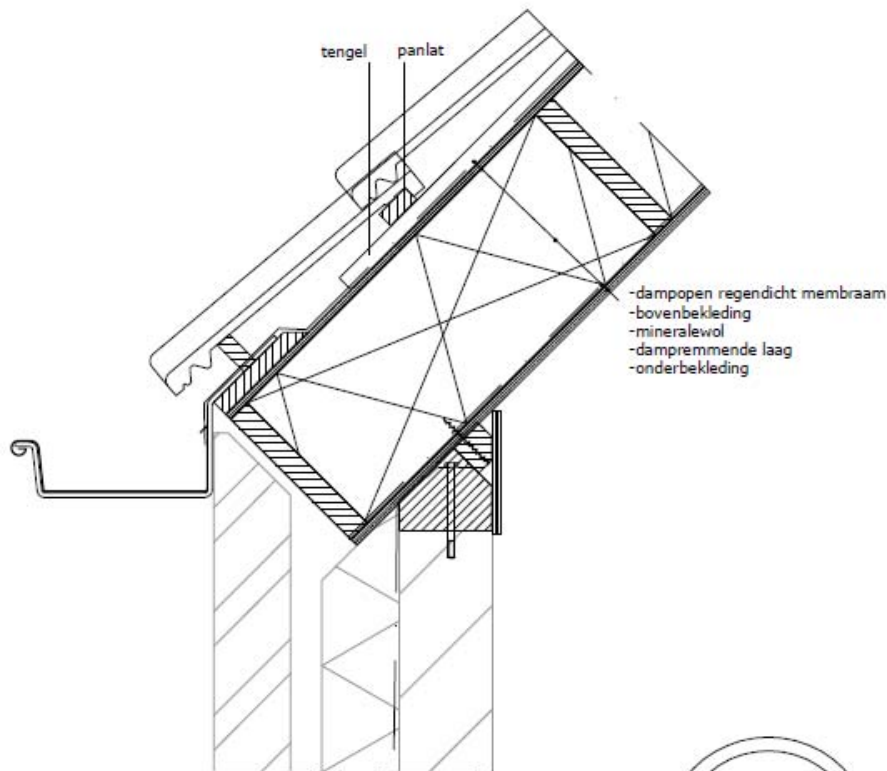 tengel panlat
-dampopen regendicht membraam
-bovenbekleding
-mineralewol
-dampremmende laag
-onderbekleding